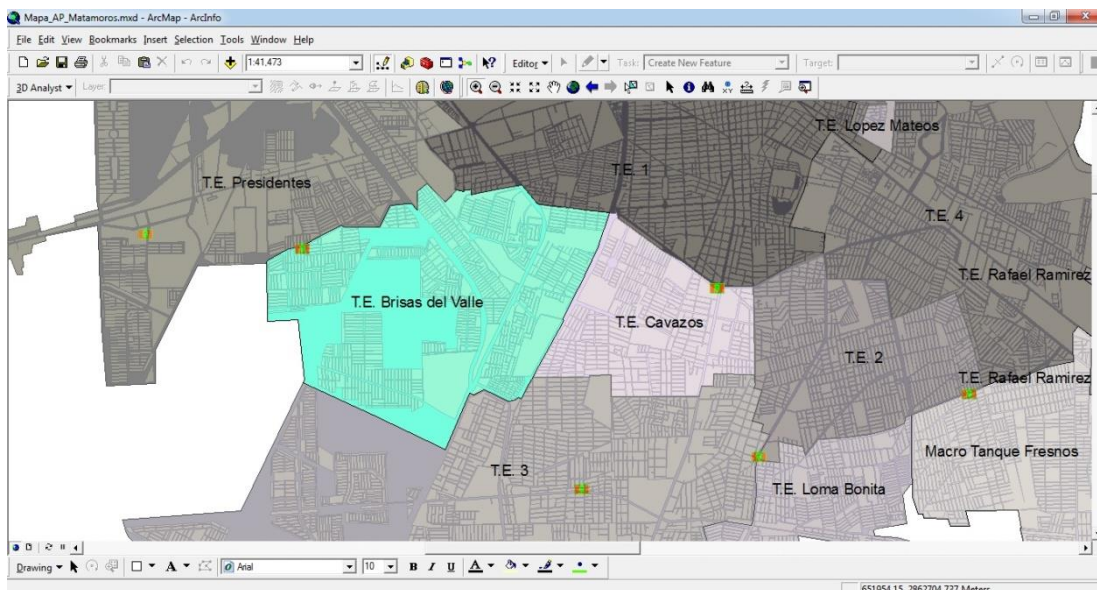 Mapa_AP_Matamoros.mxd - ArcMap - ArcInfo
File Edit View Bookmarks Insert Selection Tools Window Help
1:41,473 Editor Task: Create New Feature Target:
3D Analyst Layer:
T.E. Lopez Mateos
T.E. 1
T.E. Presidentes
T.E. 4
T.E. Rafael Ramirez
T.E. Brisas del Valle
T.E. Cavazos
T.E. 2
T.E. Rafael Ramirez
Macro Tanque Fresnos
T.E. 3
T.E. Loma Bonita
Drawing A Arial 10 B I U A
651954.15 2862704.737 Meters